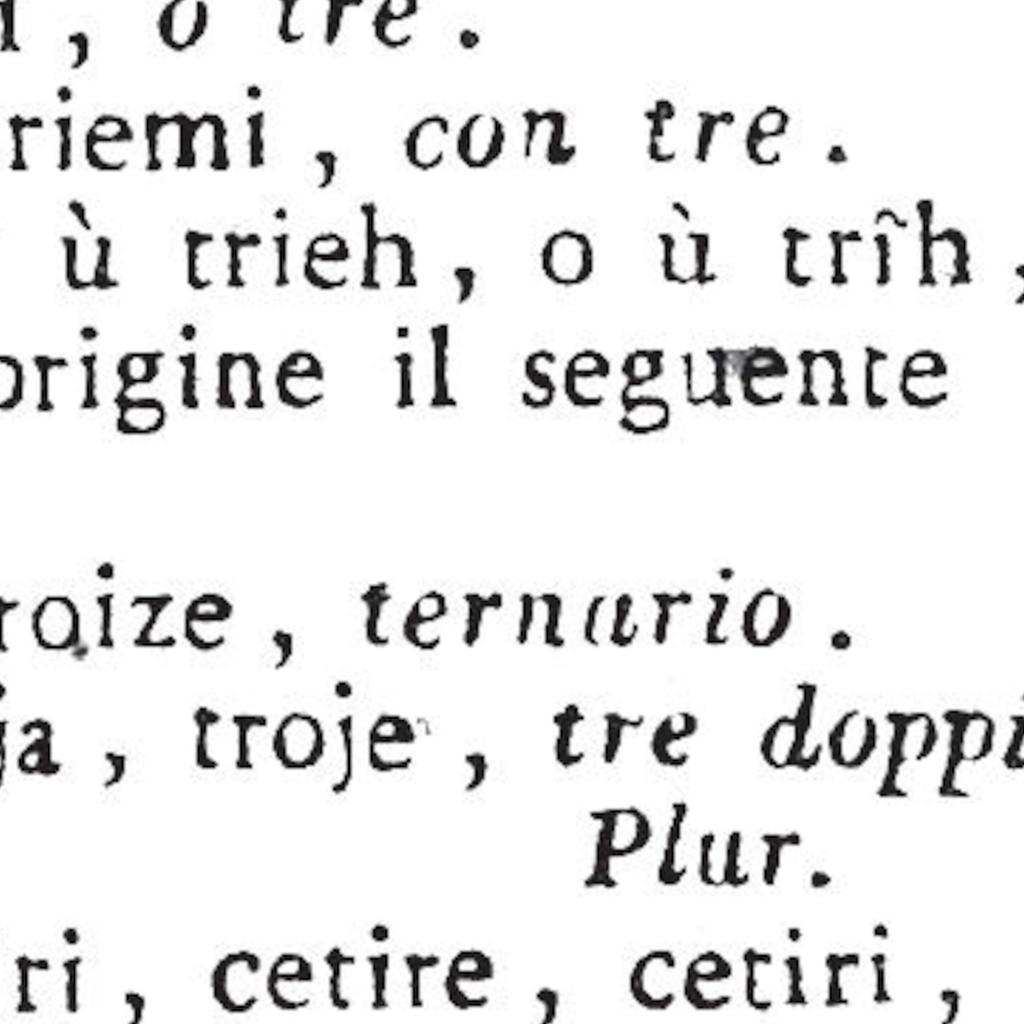 , o tre .
riemi , con tre .
ù trieh , o ù trîh ,
origine il seguente
roize , ternario .
ja , troje , tre doppi
Plur.
ri , cetire , cetiri ,